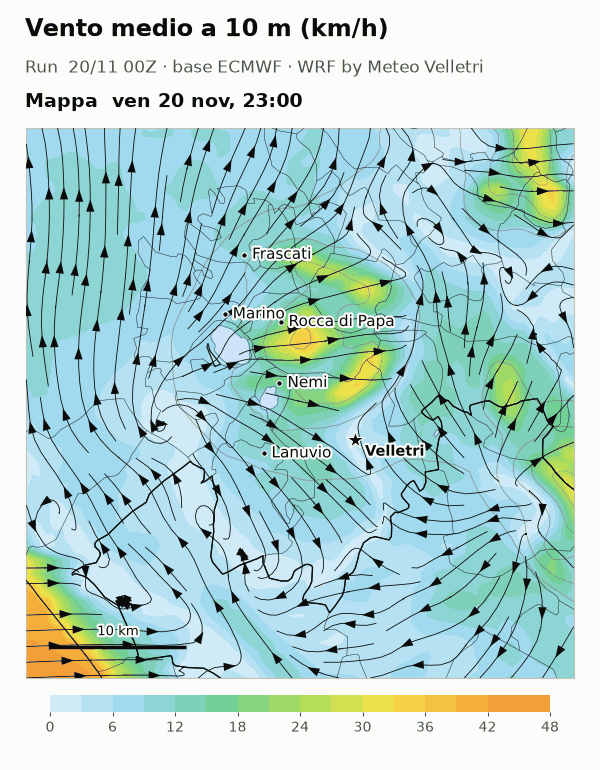 Vento medio a 10 m (km/h)
Run  20/11 00Z · base ECMWF · WRF by Meteo Velletri
Mappa  ven 20 nov, 23:00
Frascati
Marino
Rocca di Papa
Nemi
Velletri
Lanuvio
10 km
0 6 12 18 24 30 36 42 48